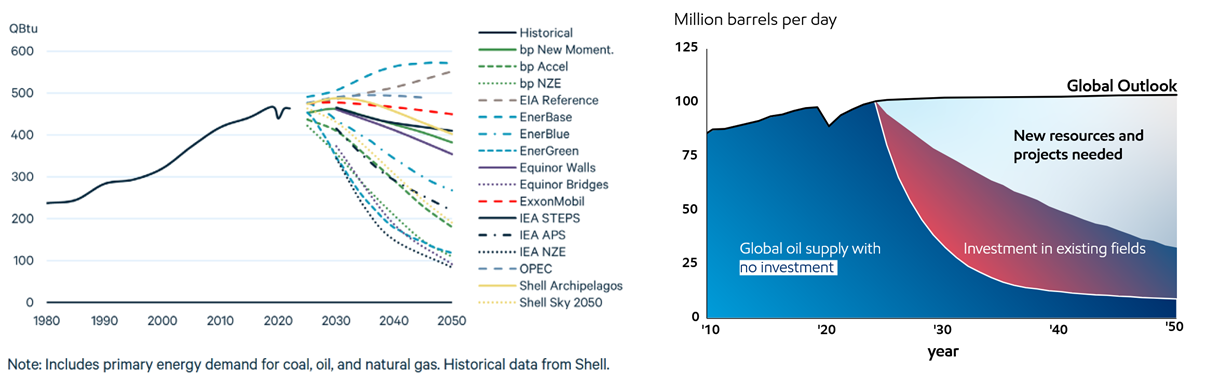 QBtu
600
500
400
300
200
100
0
1980
1990
2000
2010
2020
2030
2040
2050
Historical
bp New Moment.
bp Accel
bp NZE
EIA Reference
EnerBase
EnerBlue
EnerGreen
Equinor Walls
Equinor Bridges
ExxonMobil
IEA STEPS
IEA APS
IEA NZE
OPEC
Shell Archipelagos
Shell Sky 2050
Note: Includes primary energy demand for coal, oil, and natural gas. Historical data from Shell.
Million barrels per day
125
100
75
50
25
0
Global Outlook
New resources and
projects needed
Global oil supply with
no investment
Investment in existing fields
'10
'20
'30
'40
'50
year